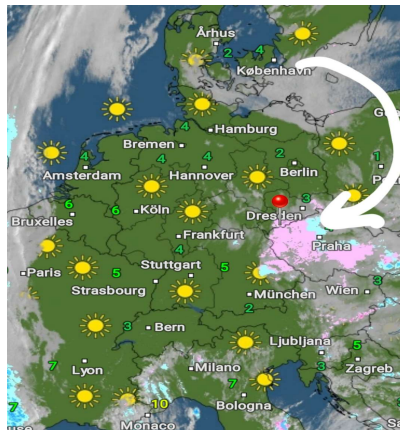 Århus
2
4
København
4
Hamburg
Bremen
4
4
4
2
Berlin
1
Amsterdam
Hannover
6
6
Köln
3
Bruxelles
Dresden
Frankfurt
4
Praha
Paris
5
Stuttgart
5
Strasbourg
München
Wien
3
2
3
Bern
Ljubljana
5
7
Lyon
Milano
3
Zagreb
7
7
10
Bologna
Monaco